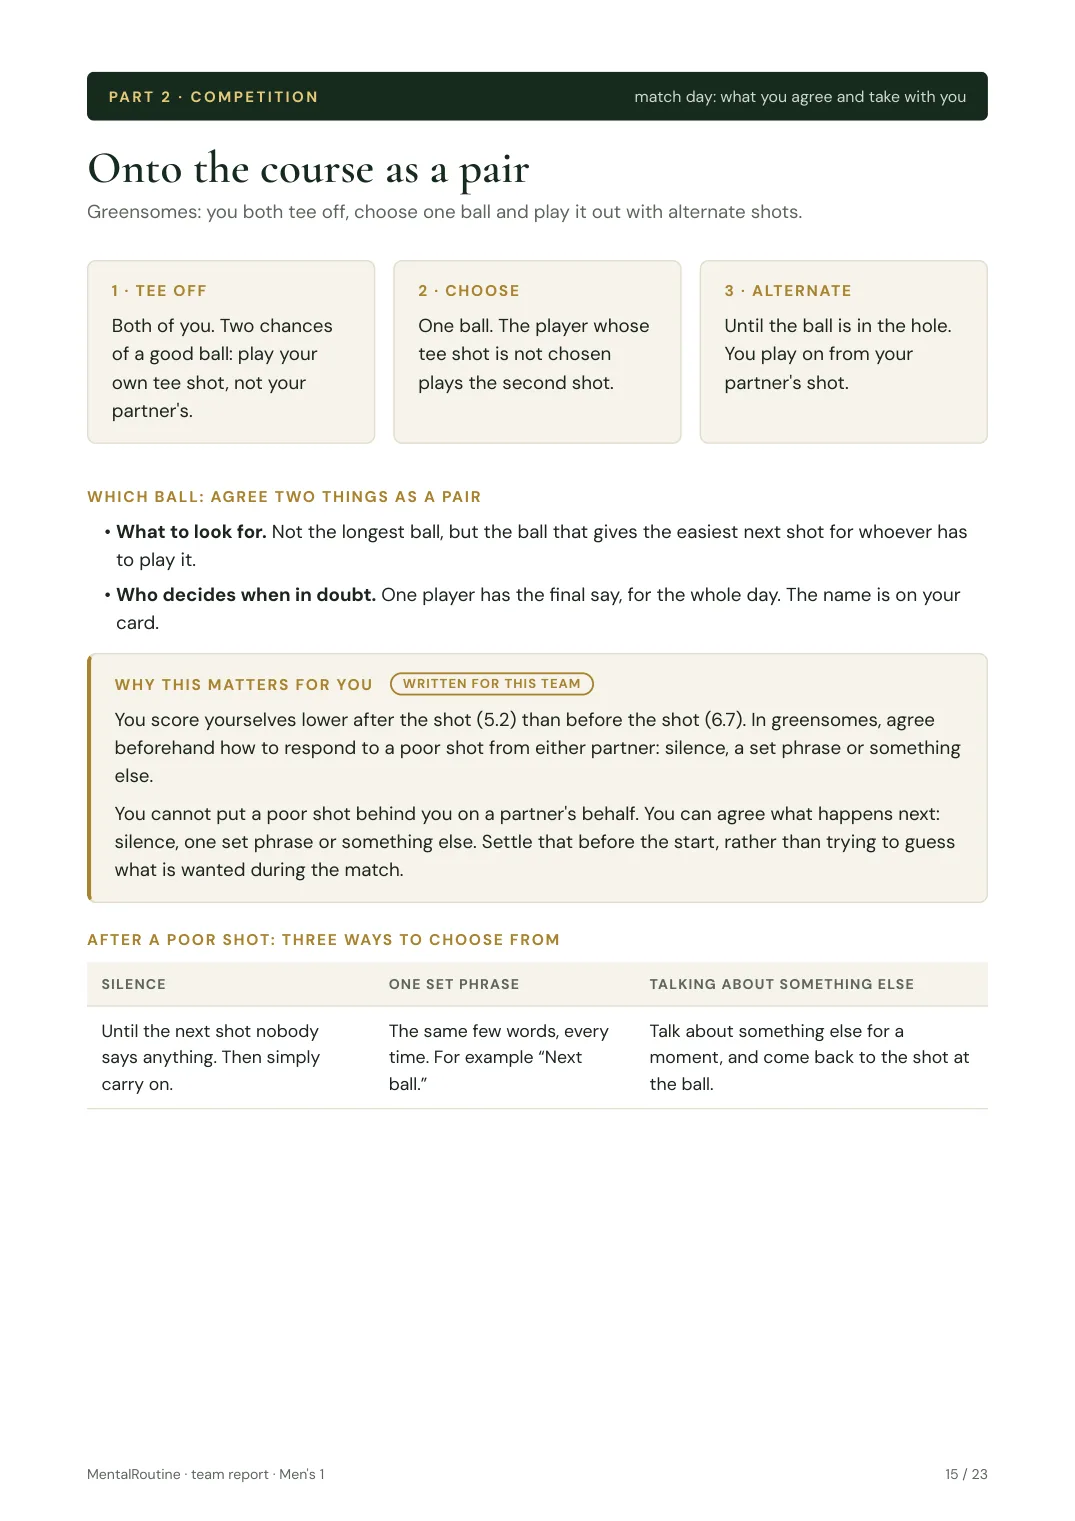 PART 2 · COMPETITION
match day: what you agree and take with you
Onto the course as a pair
Greensomes: you both tee off, choose one ball and play it out with alternate shots.
1 · TEE OFF
Both of you. Two chances
of a good ball: play your
own tee shot, not your
partner's.
2 · CHOOSE
One ball. The player whose
tee shot is not chosen
plays the second shot.
3 · ALTERNATE
Until the ball is in the hole.
You play on from your
partner's shot.
WHICH BALL: AGREE TWO THINGS AS A PAIR
• What to look for. Not the longest ball, but the ball that gives the easiest next shot for whoever has
to play it.
• Who decides when in doubt. One player has the final say, for the whole day. The name is on your
card.
WHY THIS MATTERS FOR YOU
WRITTEN FOR THIS TEAM
You score yourselves lower after the shot (5.2) than before the shot (6.7). In greensomes, agree
beforehand how to respond to a poor shot from either partner: silence, a set phrase or something
else.
You cannot put a poor shot behind you on a partner's behalf. You can agree what happens next:
silence, one set phrase or something else. Settle that before the start, rather than trying to guess
what is wanted during the match.
AFTER A POOR SHOT: THREE WAYS TO CHOOSE FROM
SILENCE
Until the next shot nobody
says anything. Then simply
carry on.
ONE SET PHRASE
The same few words, every
time. For example “Next
ball.”
TALKING ABOUT SOMETHING ELSE
Talk about something else for a
moment, and come back to the shot at
the ball.
MentalRoutine · team report · Men's 1
15 / 23